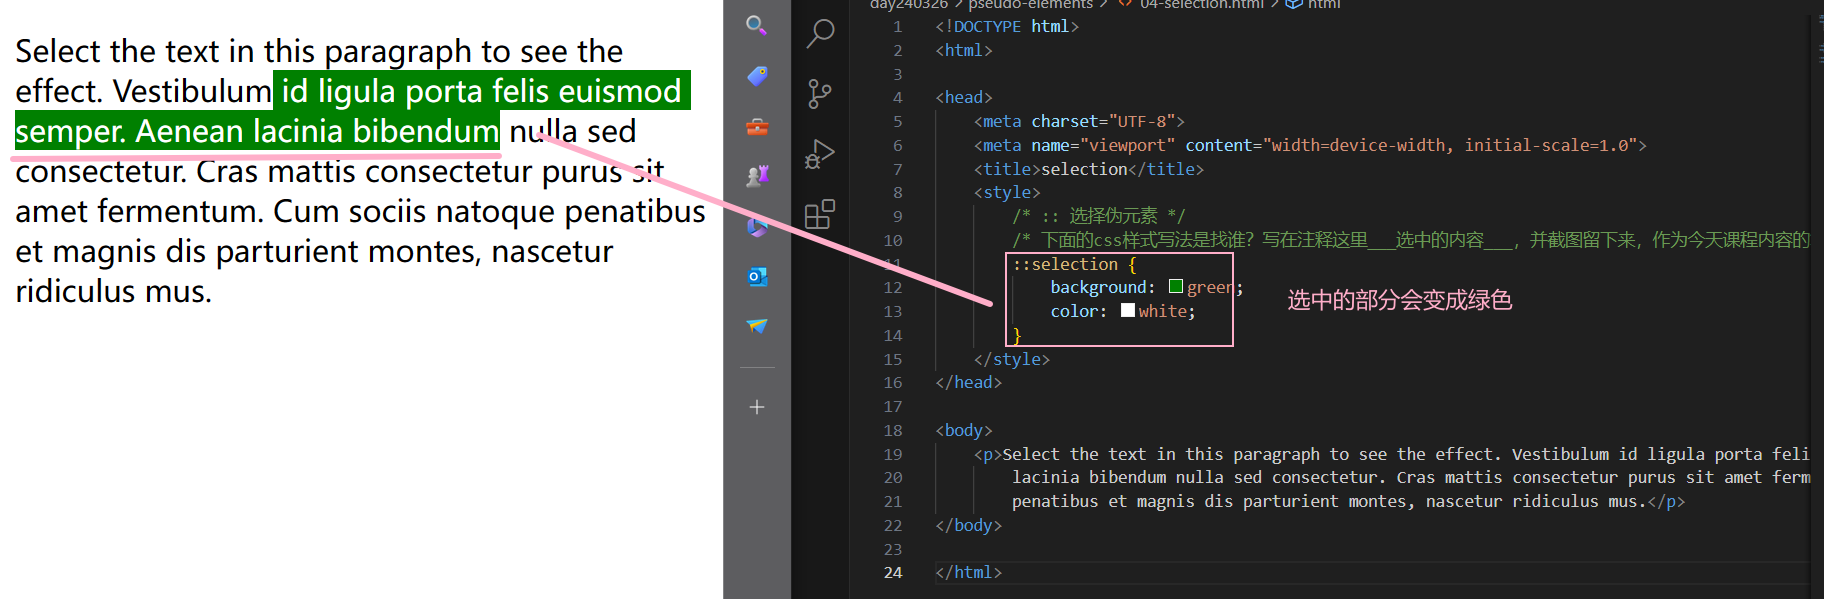 Select the text in this paragraph to see the
effect. Vestibulum id ligula porta felis euismod
semper. Aenean lacinia bibendum nulla sed
consectetur. Cras mattis consectetur purus sit
amet fermentum. Cum sociis natoque penatibus
et magnis dis parturient montes, nascetur
ridiculus mus.
day240326 > pseudo-elements > <> 04-selection.html > html
1 <!DOCTYPE html>
2 <html>
3
4 <head>
5 <meta charset="UTF-8">
6 <meta name="viewport" content="width=device-width, initial-scale=1.0">
7 <title>selection</title>
8 <style>
9 /* :: 选择伪元素 */
10 /* 下面的css样式写法是找谁？写在注释这里___选中的内容___，并截图留下来，作为今天课程内容的
11 ::selection {
12 background: green;
13 color: white;
14 }
选中的部分会变成绿色
15 </style>
16 </head>
17
18 <body>
19 <p>Select the text in this paragraph to see the effect. Vestibulum id ligula porta feli
20 lacinia bibendum nulla sed consectetur. Cras mattis consectetur purus sit amet ferm
21 penatibus et magnis dis parturient montes, nascetur ridiculus mus.</p>
22 </body>
23
24 </html>